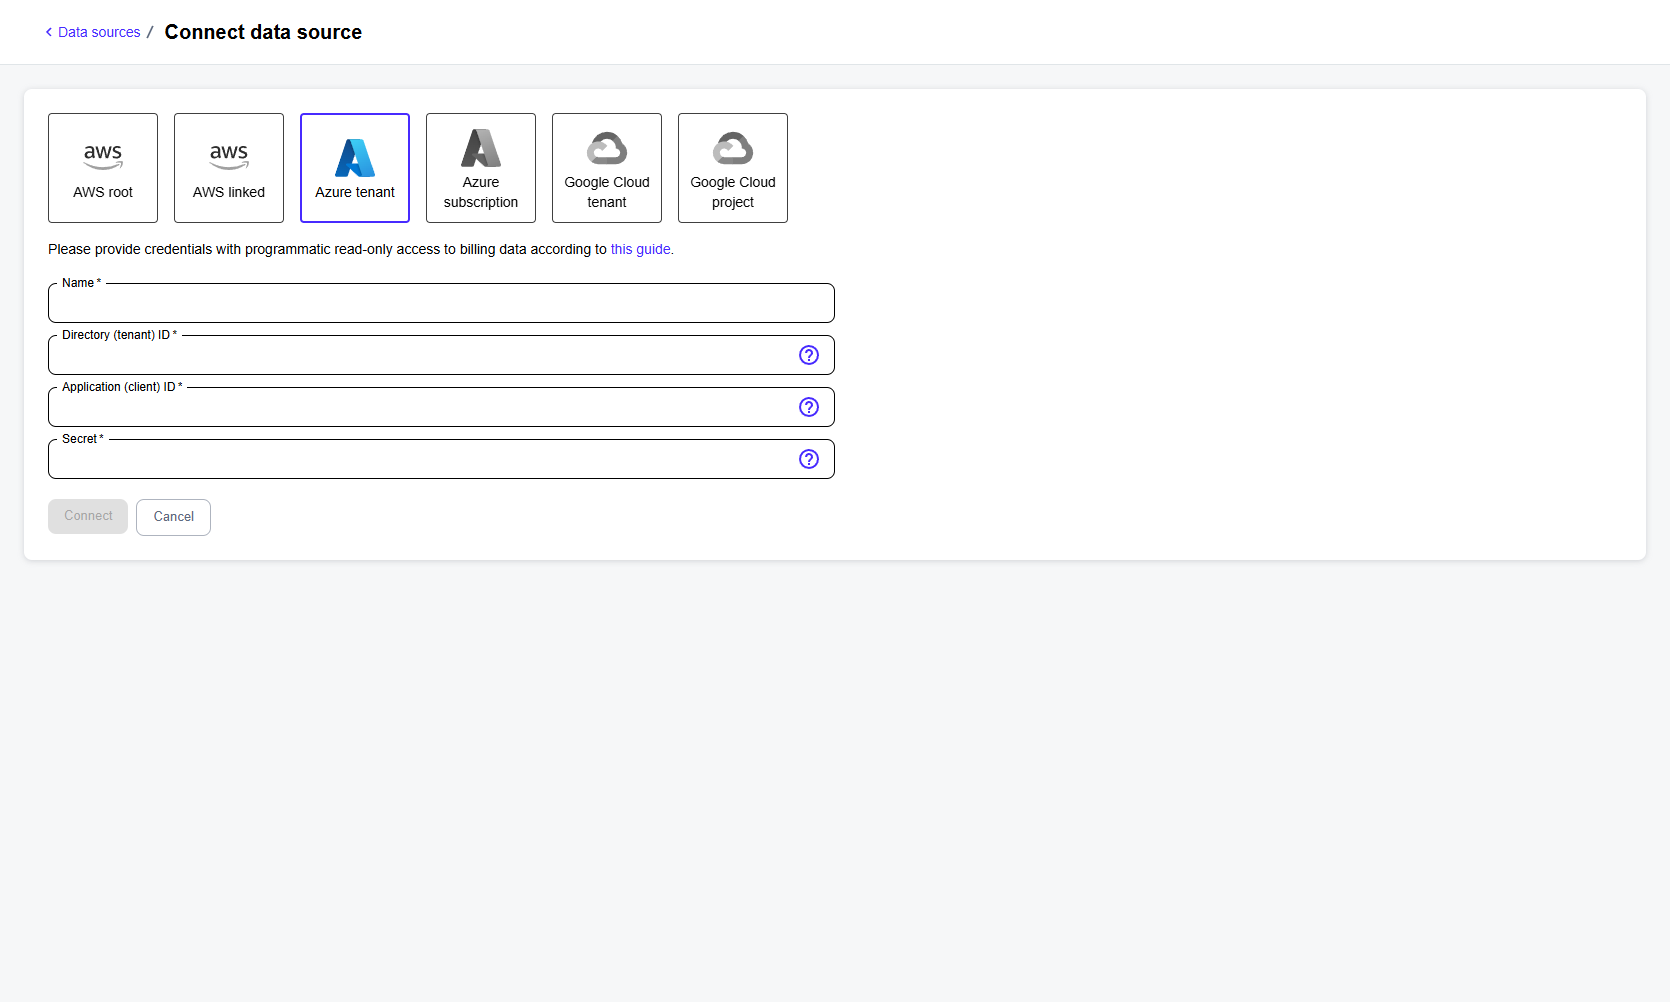 Data sources / Connect data source
aws
AWS root
aws
AWS linked
Azure tenant
Azure
subscription
Google Cloud
tenant
Google Cloud
project
Please provide credentials with programmatic read-only access to billing data according to this guide.
Name *
Directory (tenant) ID *
Application (client) ID *
Secret *
Connect
Cancel